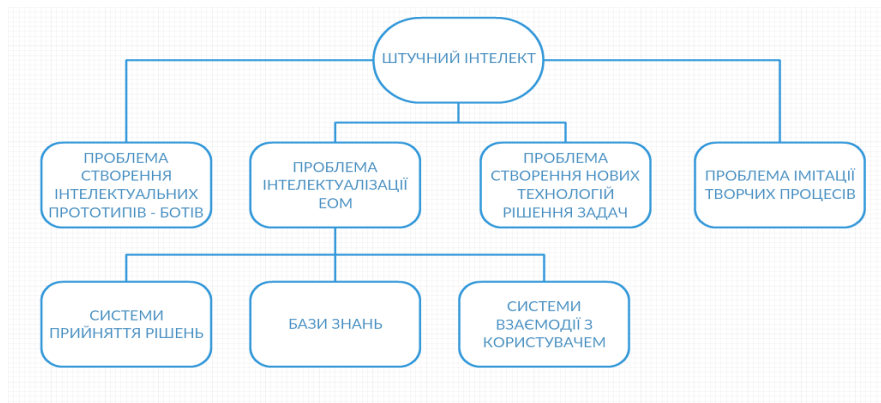 ШТУЧНИЙ ІНТЕЛЕКТ
ПРОБЛЕМА
СТВОРЕННЯ
ІНТЕЛЕКТУАЛЬНИХ
ПРОТОТИПІВ - БОТІВ
ПРОБЛЕМА
ІНТЕЛЕКТУАЛІЗАЦІЇ
ЕОМ
ПРОБЛЕМА
СТВОРЕННЯ НОВИХ
ТЕХНОЛОГІЙ
РІШЕННЯ ЗАДАЧ
ПРОБЛЕМА ІМІТАЦІЇ
ТВОРЧИХ ПРОЦЕСІВ
СИСТЕМИ
ПРИЙНЯТТЯ РІШЕНЬ
БАЗИ ЗНАНЬ
СИСТЕМИ
ВЗАЄМОДІЇ З
КОРИСТУВАЧЕМ